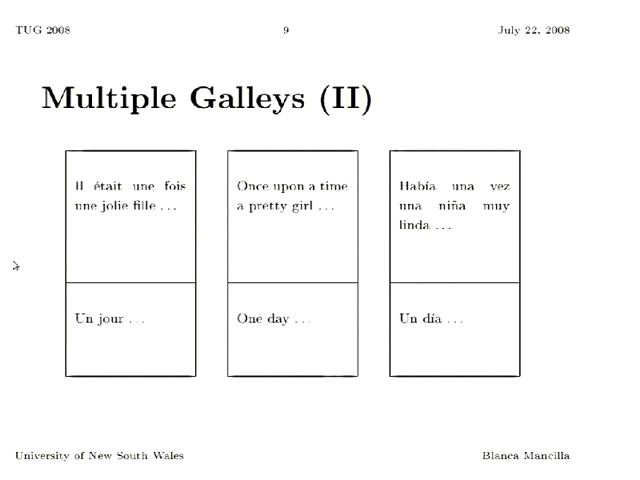 TUG 2008 9 July 22, 2008
Multiple Galleys (II)
Il était une fois
une jolie fille ...
Un jour ...
Once upon a time
a pretty girl ...
One day ...
Había una vez
una niña muy
linda ...
Un día ...
University of New South Wales Blanca Mancilla